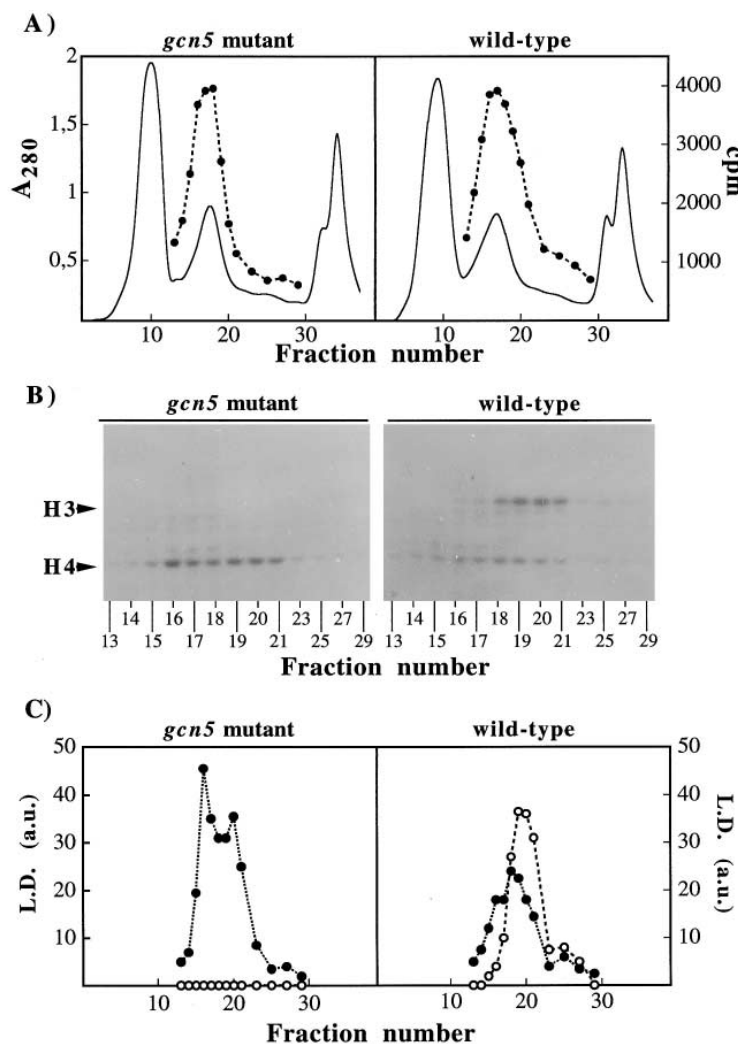 A)
gcn5 mutant wild-type
2
1,5
1
0,5
A280
4000
3000
2000
1000
cpm
10 20 30 10 20 30
Fraction number
B)
gcn5 mutant wild-type
H3
H4
14 16 18 20 23 27 14 16 18 20 23 27
13 15 17 19 21 25 29 13 15 17 19 21 25 29
Fraction number
C)
gcn5 mutant wild-type
50
40
30
20
10
L.D. (a.u.)
50
40
30
20
10
L.D. (a.u.)
10 20 30 10 20 30
Fraction number